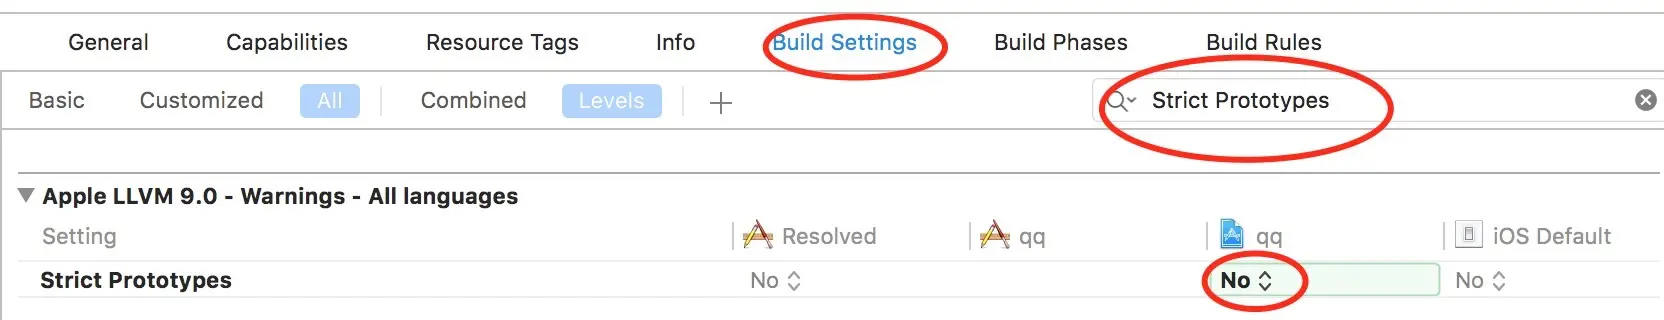 General Capabilities Resource Tags Info Build Settings Build Phases Build Rules
Basic Customized All Combined Levels + Strict Prototypes
Apple LLVM 9.0 - Warnings - All languages
Setting Resolved qq qq iOS Default
Strict Prototypes No No No